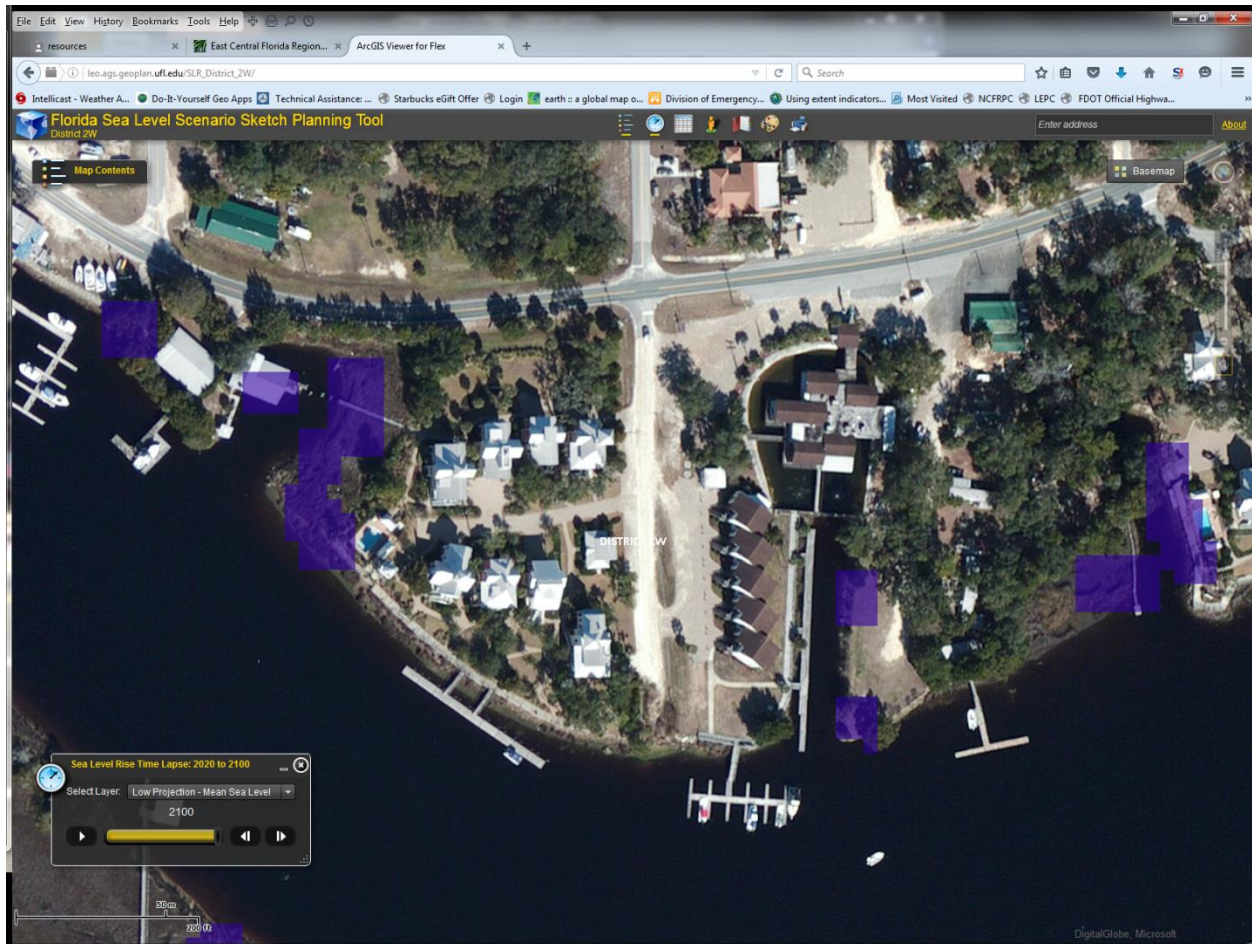 File Edit View History Bookmarks Tools Help
resources
East Central Florida Region...
ArcGIS Viewer for Flex
leo.ags.geoplan.ufl.edu/SLR_District_2W/
Search
Intellicast - Weather A... Do-It-Yourself Geo Apps Technical Assistance: ... Starbucks eGift Offer Login earth :: a global map o... Division of Emergency... Using extent indicators... Most Visited NCFRPC LEPC FDOT Official Highwa...
Florida Sea Level Scenario Sketch Planning Tool
District 2W
Enter address
About
Map Contents
Basemap
DISTRICT 2W
Sea Level Rise Time Lapse: 2020 to 2100
Select Layer: Low Projection - Mean Sea Level
2100
50 m
200 ft
DigitalGlobe, Microsoft